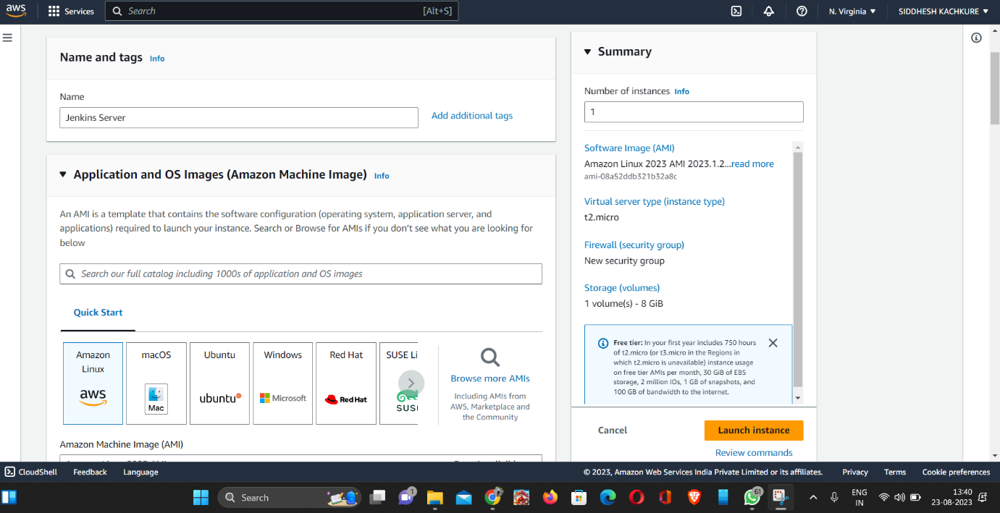 aws
Services
Search
[Alt+S]
N. Virginia
SIDDHESH KACHKURE
Name and tags Info
Name
Jenkins Server
Add additional tags
Application and OS Images (Amazon Machine Image) Info
An AMI is a template that contains the software configuration (operating system, application server, and
applications) required to launch your instance. Search or Browse for AMIs if you don't see what you are looking for
below
Search our full catalog including 1000s of application and OS images
Quick Start
Amazon
Linux
aws
macOS
Mac
Ubuntu
ubuntu
Windows
Microsoft
Red Hat
Red Hat
SUSE Li
SUS
Browse more AMIs
Including AMIs from
AWS, Marketplace and
the Community
Amazon Machine Image (AMI)
Summary
Number of instances Info
1
Software Image (AMI)
Amazon Linux 2023 AMI 2023.1.2...read more
ami-08a52ddb321b32a8c
Virtual server type (instance type)
t2.micro
Firewall (security group)
New security group
Storage (volumes)
1 volume(s) - 8 GiB
Free tier: In your first year includes 750 hours
of t2.micro (or t3.micro in the Regions in
which t2.micro is unavailable) instance usage
on free tier AMIs per month, 30 GiB of EBS
storage, 2 million IOs, 1 GB of snapshots, and
100 GB of bandwidth to the internet.
Cancel
Launch instance
Review commands
CloudShell
Feedback
Language
© 2023, Amazon Web Services India Private Limited or its affiliates.
Privacy
Terms
Cookie preferences
Search
1
61
ENG
IN
13:40
23-08-2023